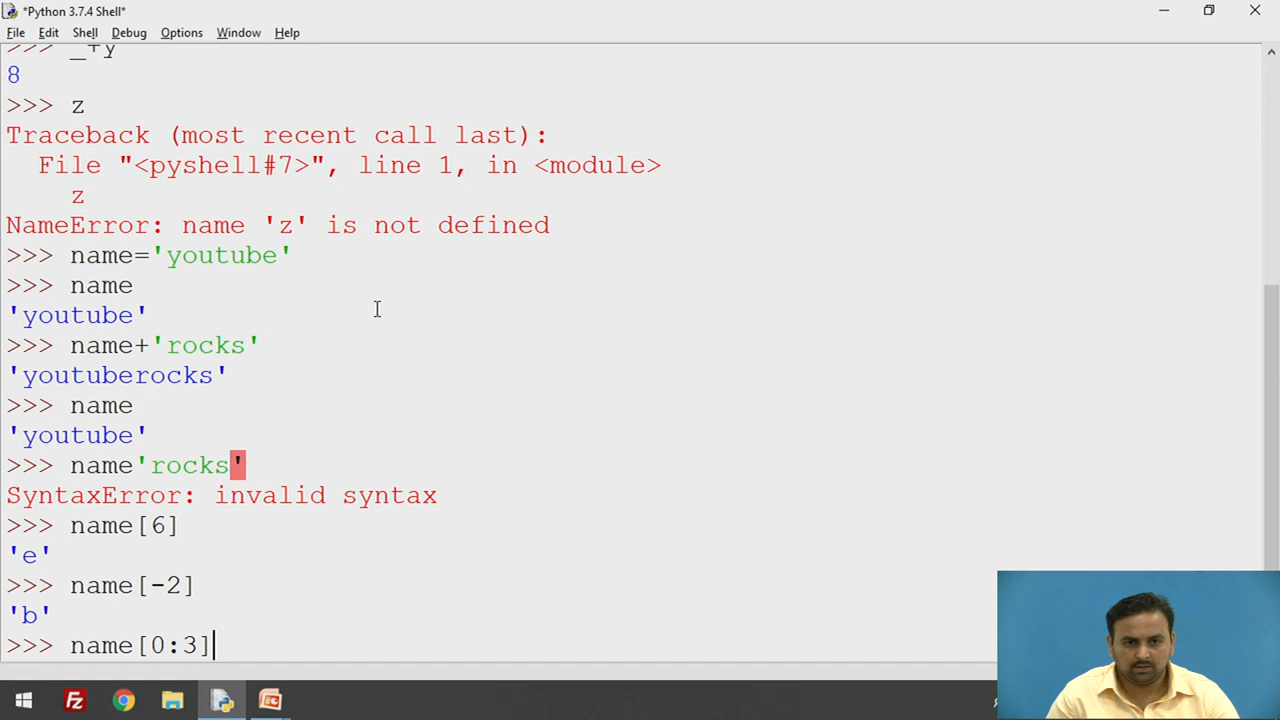 *Python 3.7.4 Shell*
File Edit Shell Debug Options Window Help
>>> _+y
8
>>> z
Traceback (most recent call last):
File "<pyshell#7>", line 1, in <module>
z
NameError: name 'z' is not defined
>>> name='youtube'
>>> name
'youtube'
>>> name+'rocks'
'youtuberocks'
>>> name
'youtube'
>>> name'rocks'
SyntaxError: invalid syntax
>>> name[6]
'e'
>>> name[-2]
'b'
>>> name[0:3]
Fz